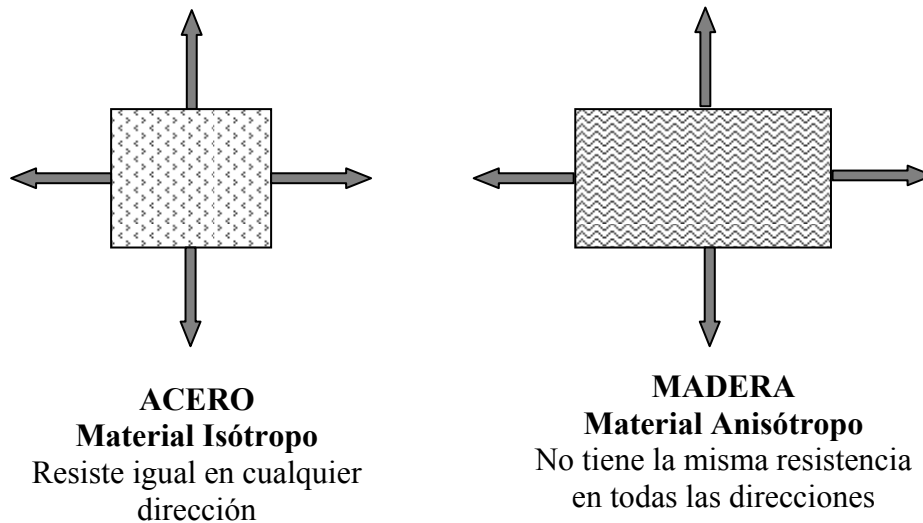 ACERO
Material Isótropo
Resiste igual en cualquier
dirección
MADERA
Material Anisótropo
No tiene la misma resistencia
en todas las direcciones